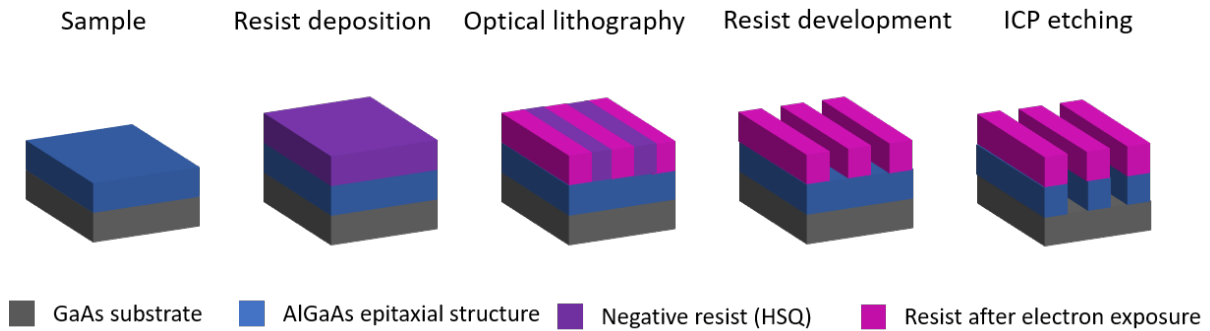 Sample
Resist deposition
Optical lithography
Resist development
ICP etching
GaAs substrate
AlGaAs epitaxial structure
Negative resist (HSQ)
Resist after electron exposure